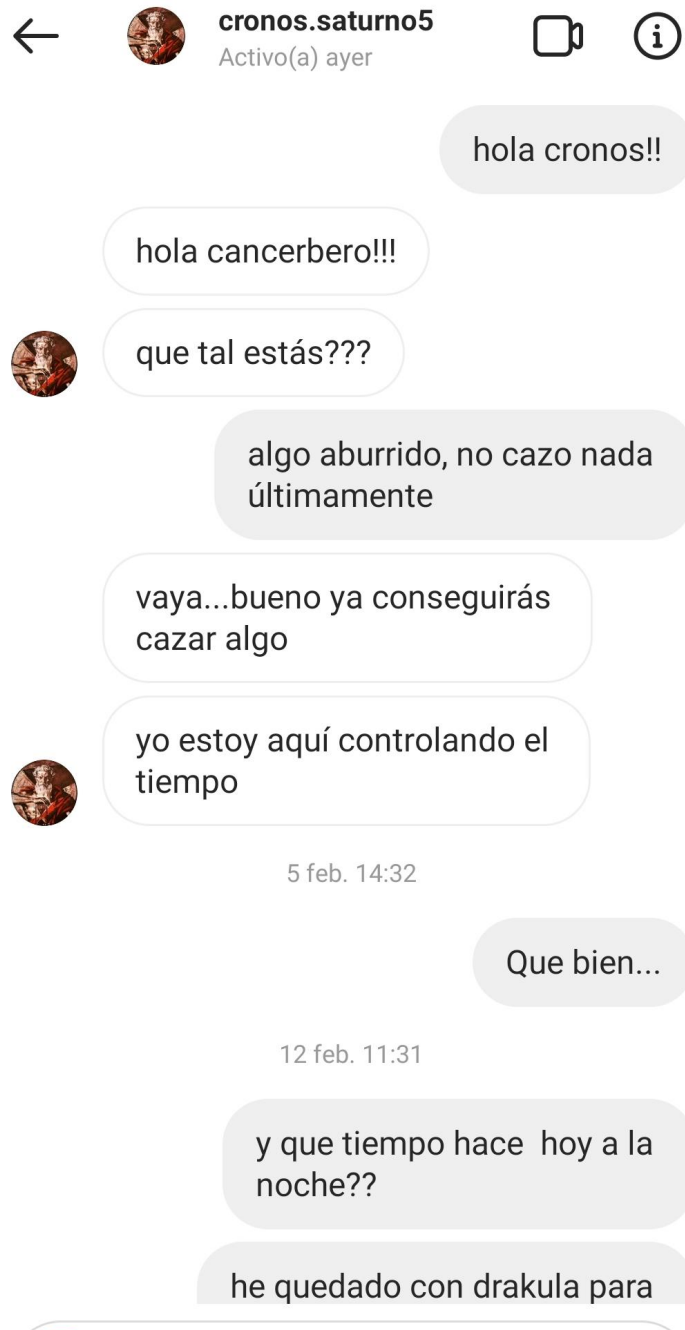 cronos.saturno5
Activo(a) ayer
hola cronos!!
hola cancerbero!!!
que tal estás???
algo aburrido, no cazo nada
últimamente
vaya...bueno ya conseguirás
cazar algo
yo estoy aquí controlando el
tiempo
5 feb. 14:32
Que bien...
12 feb. 11:31
y que tiempo hace  hoy a la
noche??
he quedado con drakula para